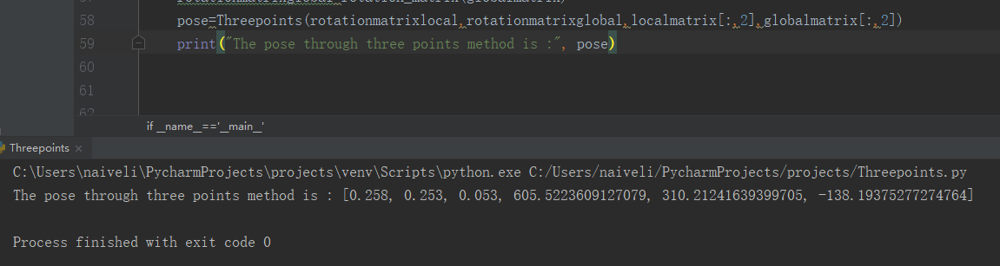 58 pose=Threepoints(rotationmatrixlocal,rotationmatrixglobal,localmatrix[:,2],globalmatrix[:,2])
59 print("The pose through three points method is :", pose)
60
61
62
if __name__=='__main__'
Threepoints ×
C:\Users\naiveli\PycharmProjects\projects\venv\Scripts\python.exe C:/Users/naiveli/PycharmProjects/projects/Threepoints.py
The pose through three points method is : [0.258, 0.253, 0.053, 605.5223609127079, 310.21241639399705, -138.19375277274764]
Process finished with exit code 0